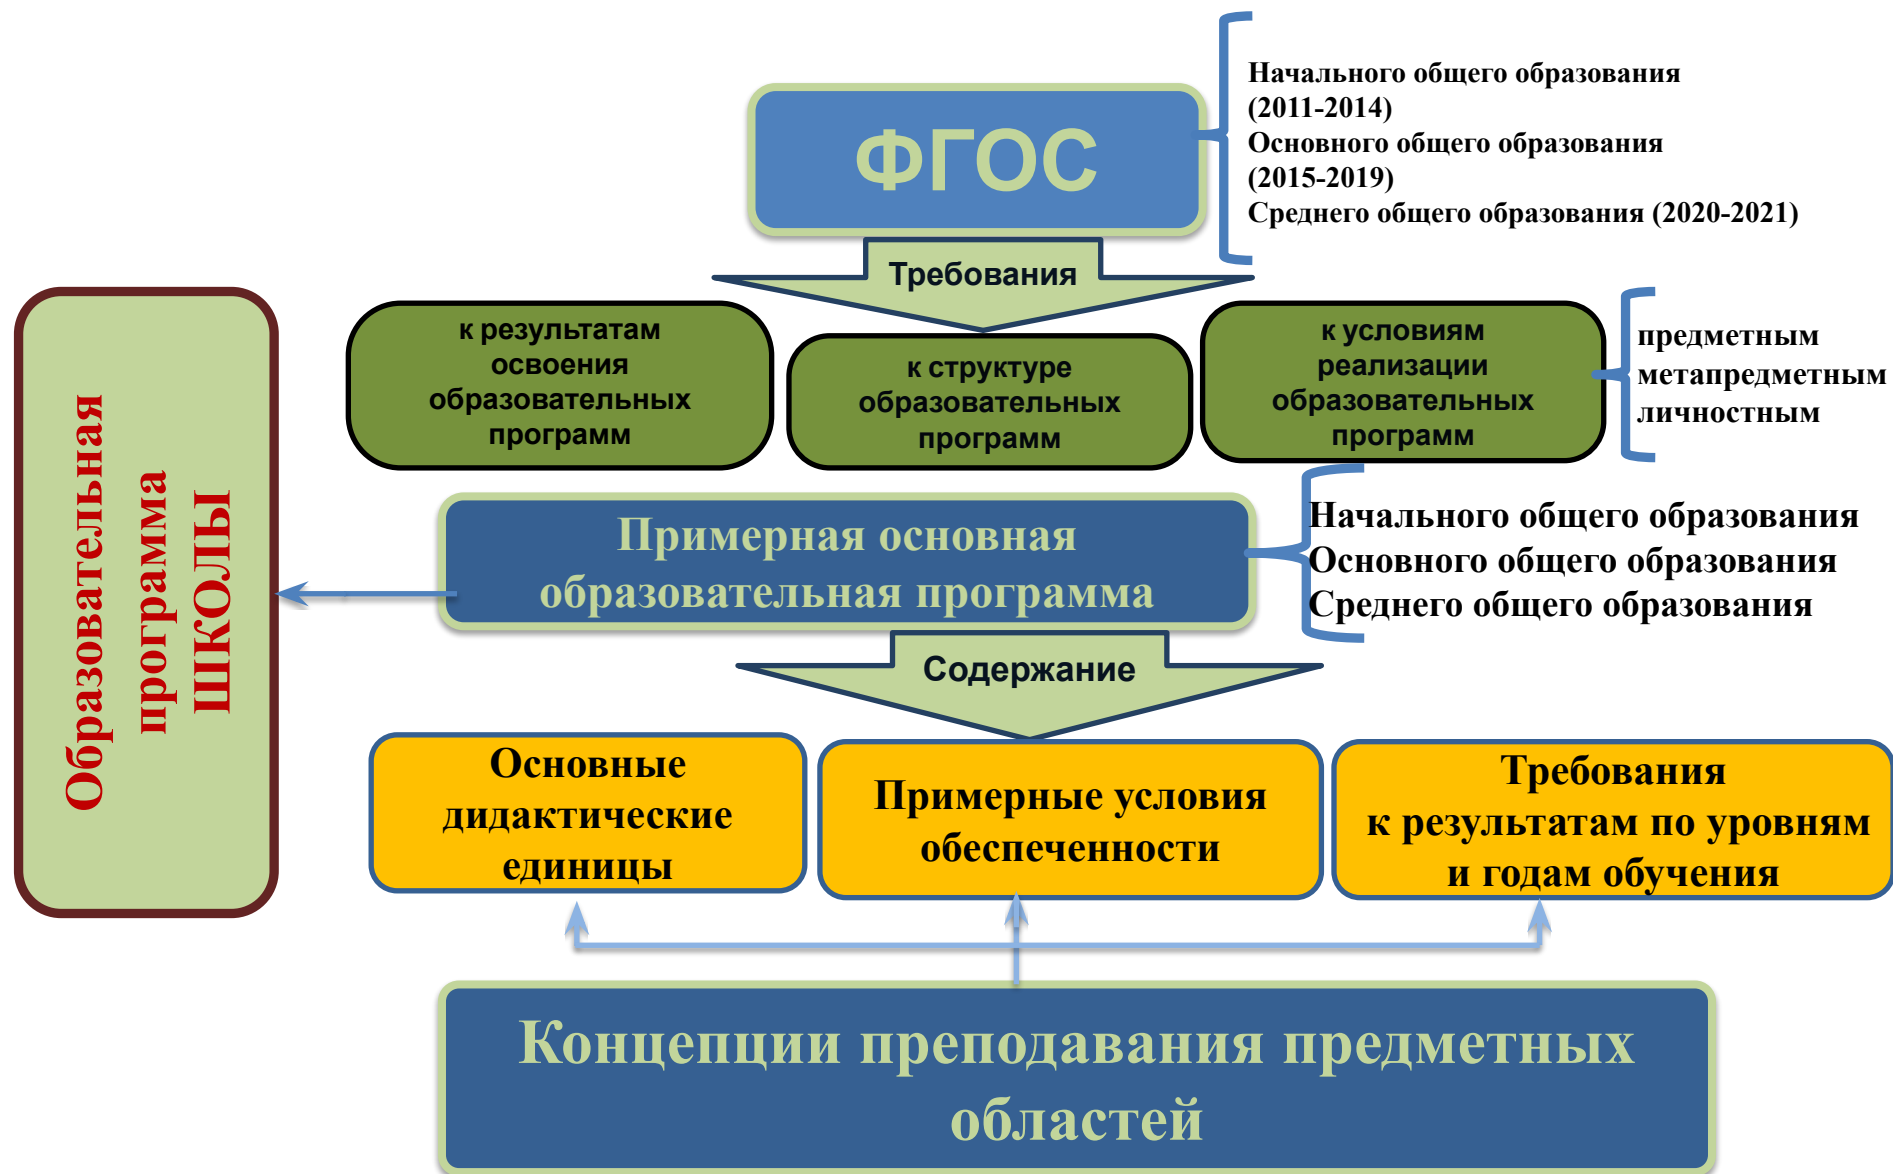 ФГОС
Начального общего образования
(2011-2014)
Основного общего образования
(2015-2019)
Среднего общего образования (2020-2021)
Требования
к результатам
освоения
образовательных
программ
к структуре
образовательных
программ
к условиям
реализации
образовательных
программ
предметным
метапредметным
личностным
Образовательная
программа
ШКОЛЫ
Примерная основная
образовательная программа
Начального общего образования
Основного общего образования
Среднего общего образования
Содержание
Основные
дидактические
единицы
Примерные условия
обеспеченности
Требования
к результатам по уровням
и годам обучения
Концепции преподавания предметных
областей